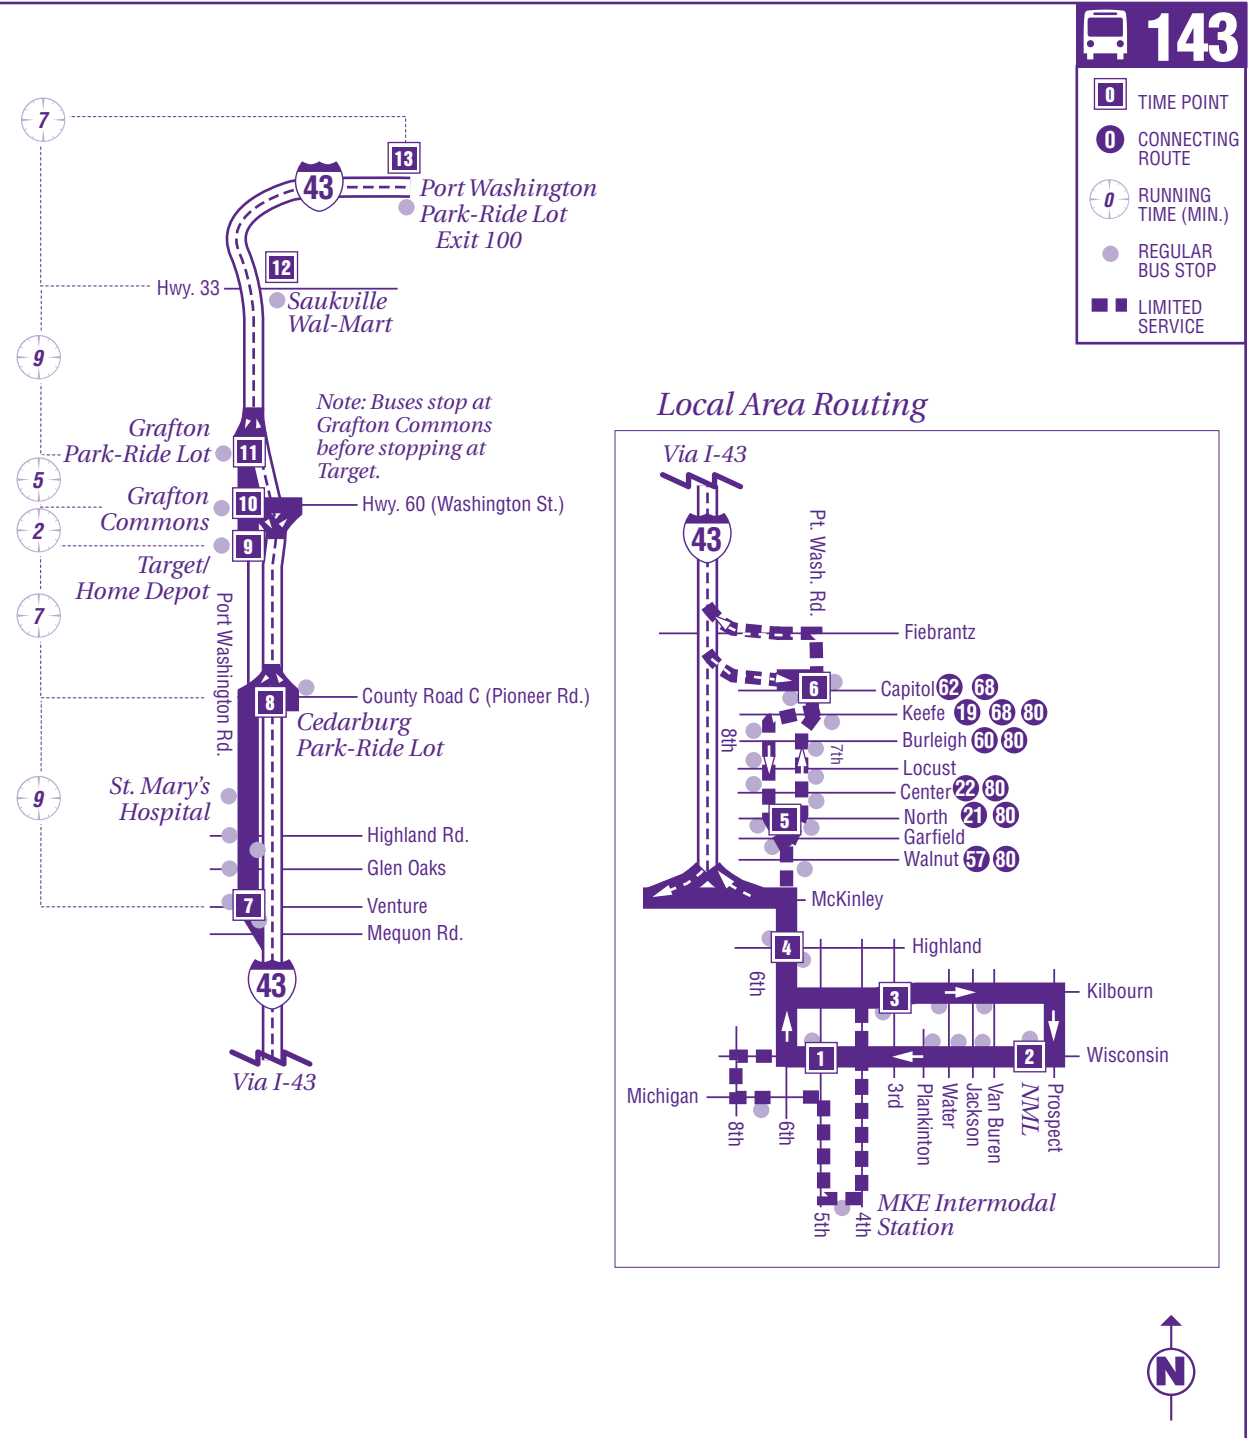 143
0 TIME POINT
0 CONNECTING
ROUTE
0 RUNNING
TIME (MIN.)
REGULAR
BUS STOP
LIMITED
SERVICE
7
13
43
Port Washington
Park-Ride Lot
Exit 100
12
Hwy. 33
Saukville
Wal-Mart
9
Note: Buses stop at
Grafton Commons
before stopping at
Target.
Grafton
Park-Ride Lot
11
5
Grafton
Commons
10
Hwy. 60 (Washington St.)
2
9
Target/
Home Depot
7
Port Washington Rd.
8
County Road C (Pioneer Rd.)
Cedarburg
Park-Ride Lot
St. Mary's
Hospital
9
Highland Rd.
Glen Oaks
7
Venture
Mequon Rd.
43
Via I-43
Local Area Routing
Via I-43
43
Pt. Wash. Rd.
Fiebrantz
6
Capitol 62 68
Keefe 19 68 80
8th
7th
Burleigh 60 80
Locust
Center 22 80
5
North 21 80
Garfield
Walnut 57 80
McKinley
4
Highland
6th
3
Kilbourn
1
2
Wisconsin
Michigan
8th
6th
3rd
Plankinton
Water
Jackson
Van Buren
NML
Prospect
5th
4th
MKE Intermodal
Station
N